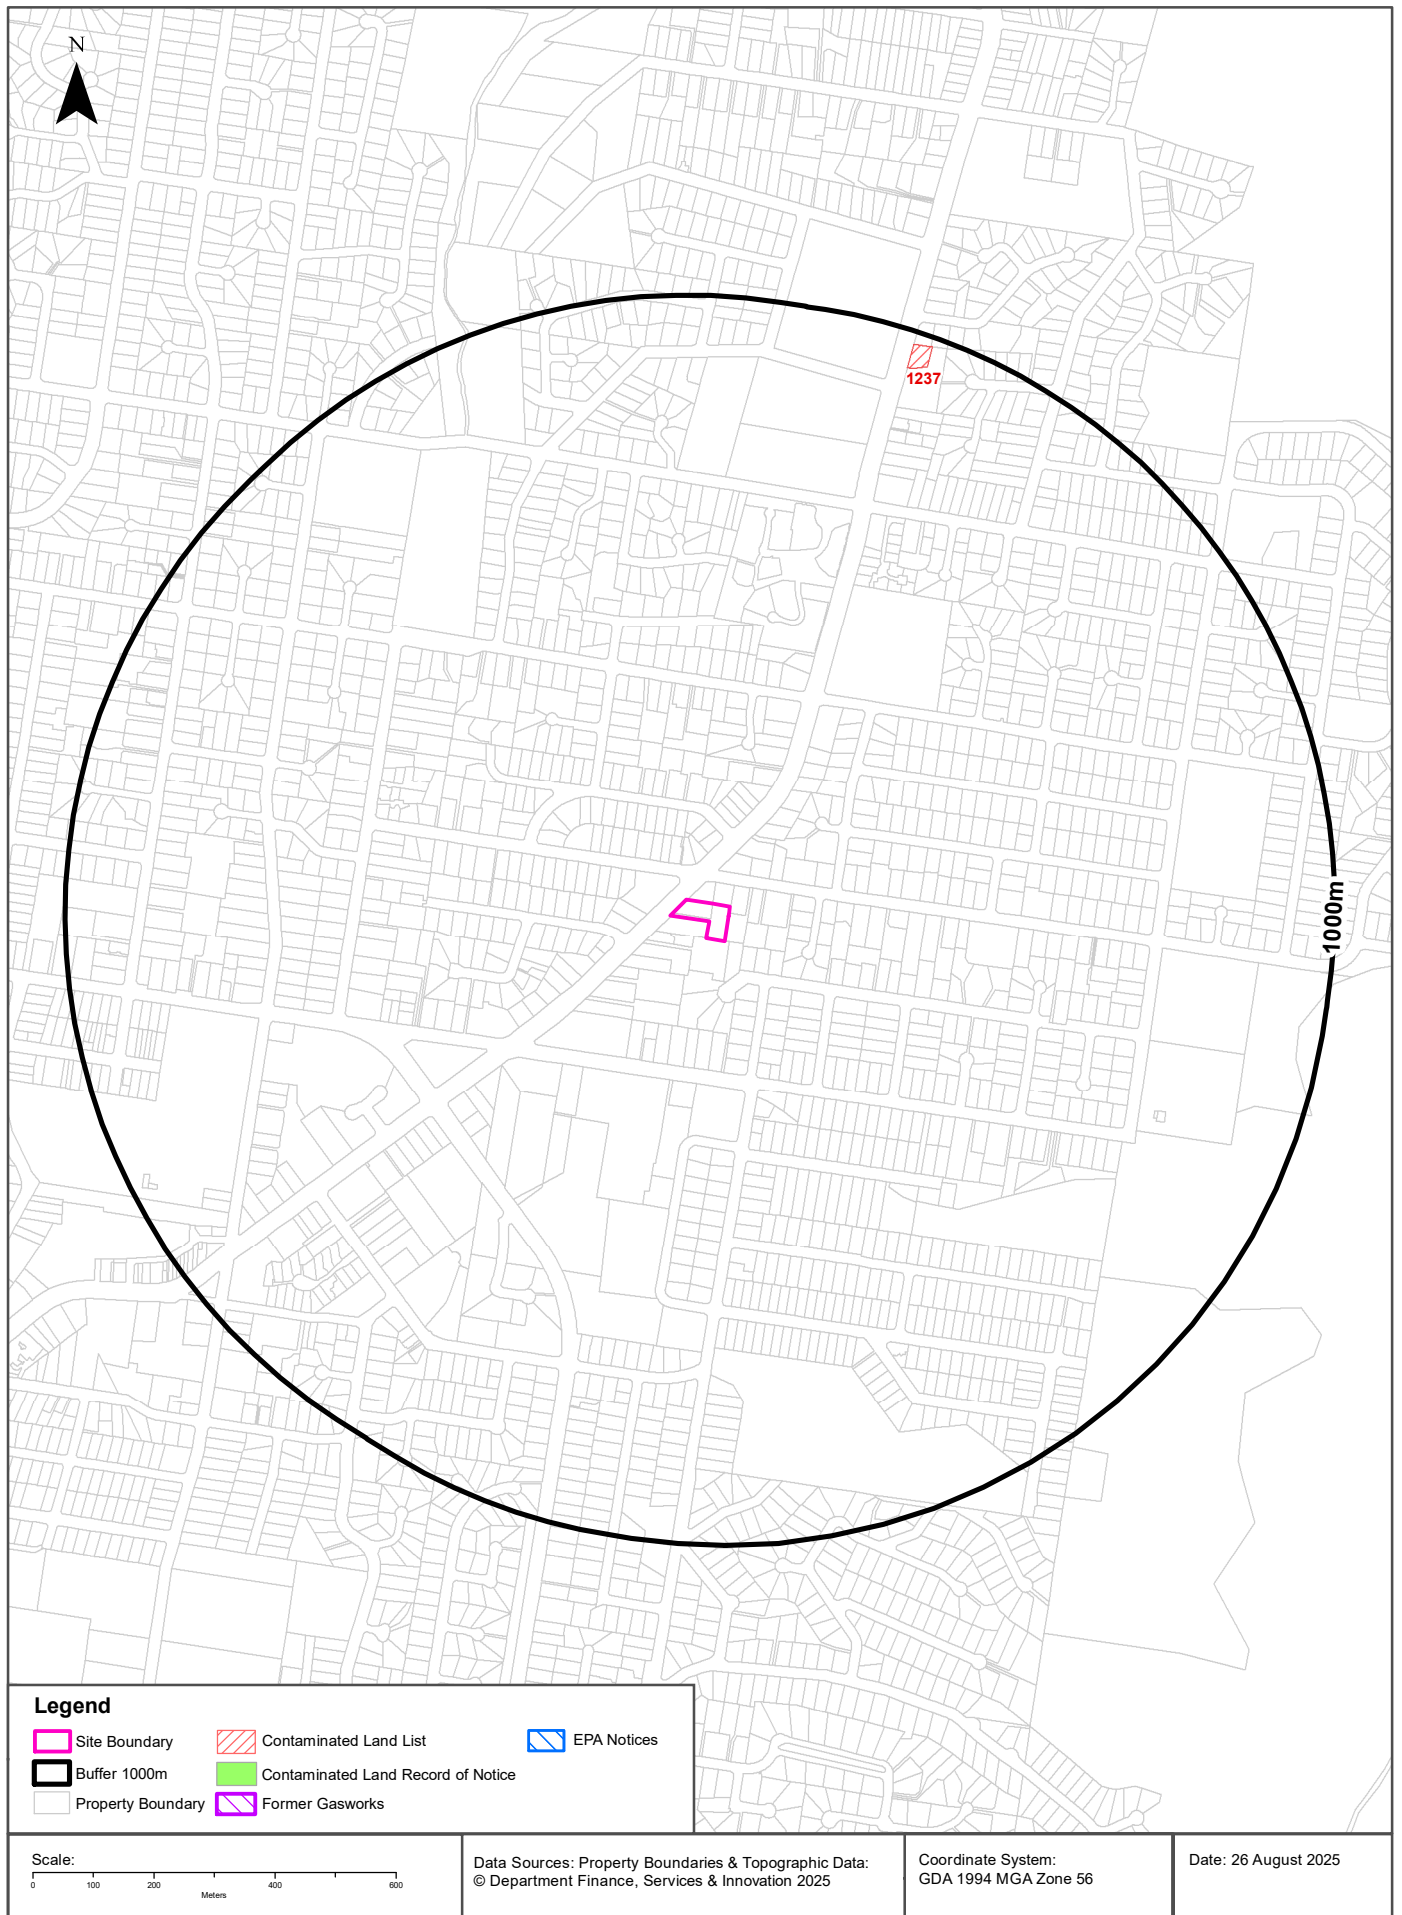 N
1237
1000m
Legend
Site Boundary
Contaminated Land List
EPA Notices
Buffer 1000m
Contaminated Land Record of Notice
Property Boundary
Former Gasworks
Scale:
0 100 200 400 600
Meters
Data Sources: Property Boundaries & Topographic Data:
© Department Finance, Services & Innovation 2025
Coordinate System:
GDA 1994 MGA Zone 56
Date: 26 August 2025